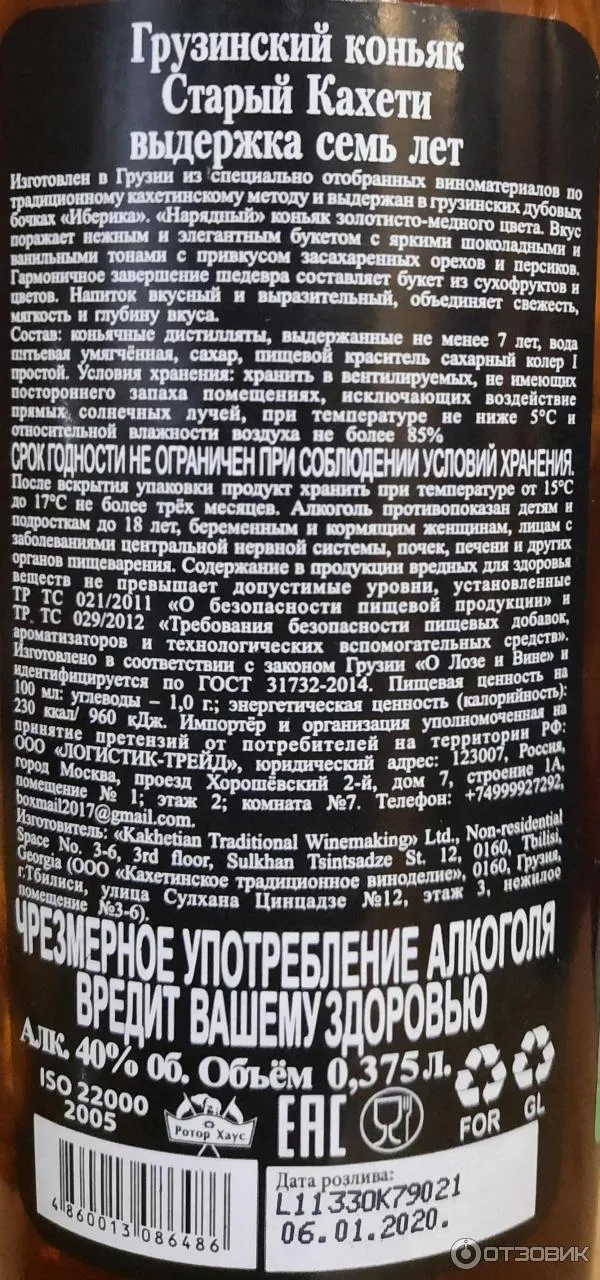 Грузинский коньяк
Старый Кахети
выдержка семь лет
Изготовлен в Грузии из специально отобранных виноматериалов по
традиционному кахетинскому методу и выдержан в грузинских дубовых
бочках «Иберика». «Нарядный» коньяк золотисто-медного цвета. Вкус
поражает нежным и элегантным букетом с яркими шоколадными и
ванильными тонами с привкусом засахаренных орехов и персиков.
Гармоничное завершение шедевра составляет букет из сухофруктов и
цветов. Напиток вкусный и выразительный, объединяет свежесть,
мягкость и глубину вкуса.
Состав: коньячные дистилляты, выдержанные не менее 7 лет, вода
питьевая умягчённая, сахар, пищевой краситель сахарный колер I
простой. Условия хранения: хранить в вентилируемых, не имеющих
постороннего запаха помещениях, исключающих воздействие
прямых солнечных лучей, при температуре не ниже 5°С и
относительной влажности воздуха не более 85%
СРОК ГОДНОСТИ НЕ ОГРАНИЧЕН ПРИ СОБЛЮДЕНИИ УСЛОВИЙ ХРАНЕНИЯ.
После вскрытия упаковки продукт хранить при температуре от 15°С
до 17°С не более трёх месяцев. Алкоголь противопоказан детям и
подросткам до 18 лет, беременным и кормящим женщинам, лицам с
заболеваниями центральной нервной системы, почек, печени и других
органов пищеварения. Содержание в продукции вредных для здоровья
веществ не превышает допустимые уровни, установленные
ТР ТС 021/2011 «О безопасности пищевой продукции» и
ТР ТС 029/2012 «Требования безопасности пищевых добавок,
ароматизаторов и технологических вспомогательных средств».
Изготовлено в соответствии с законом Грузии «О Лозе и Вине» и
идентифицируется по ГОСТ 31732-2014. Пищевая ценность на
100 мл: углеводы – 1,0 г.; энергетическая ценность (калорийность):
230 ккал/ 960 кДж. Импортёр и организация уполномоченная на
принятие претензий от потребителей на территории РФ:
ООО «ЛОГИСТИК-ТРЕЙД», юридический адрес: 123007, Россия,
город Москва, проезд Хорошёвский 2-й, дом 7, строение 1А,
помещение № 1; этаж 2; комната №7. Телефон: +74999927292,
boxmail2017@gmail.com.
Изготовитель: «Kakhetian Traditional Winemaking» Ltd., Non-residential
Space No. 3-6, 3rd floor, Sulkhan Tsintsadze St. 12, 0160, Tbilisi,
Georgia (ООО «Кахетинское традиционное виноделие», 0160, Грузия,
г.Тбилиси, улица Сулхана Цинцадзе №12, этаж 3, нежилое
помещение №3-6).
ЧРЕЗМЕРНОЕ УПОТРЕБЛЕНИЕ АЛКОГОЛЯ
ВРЕДИТ ВАШЕМУ ЗДОРОВЬЮ
АЛК. 40% об. Объём 0,375 Л.
ISO 22000
2005
Ротор Хаус
EAC
FOR
GL
Дата розлива:
L11330K79021
06.01.2020.
4860013086486
ОТЗОВИК